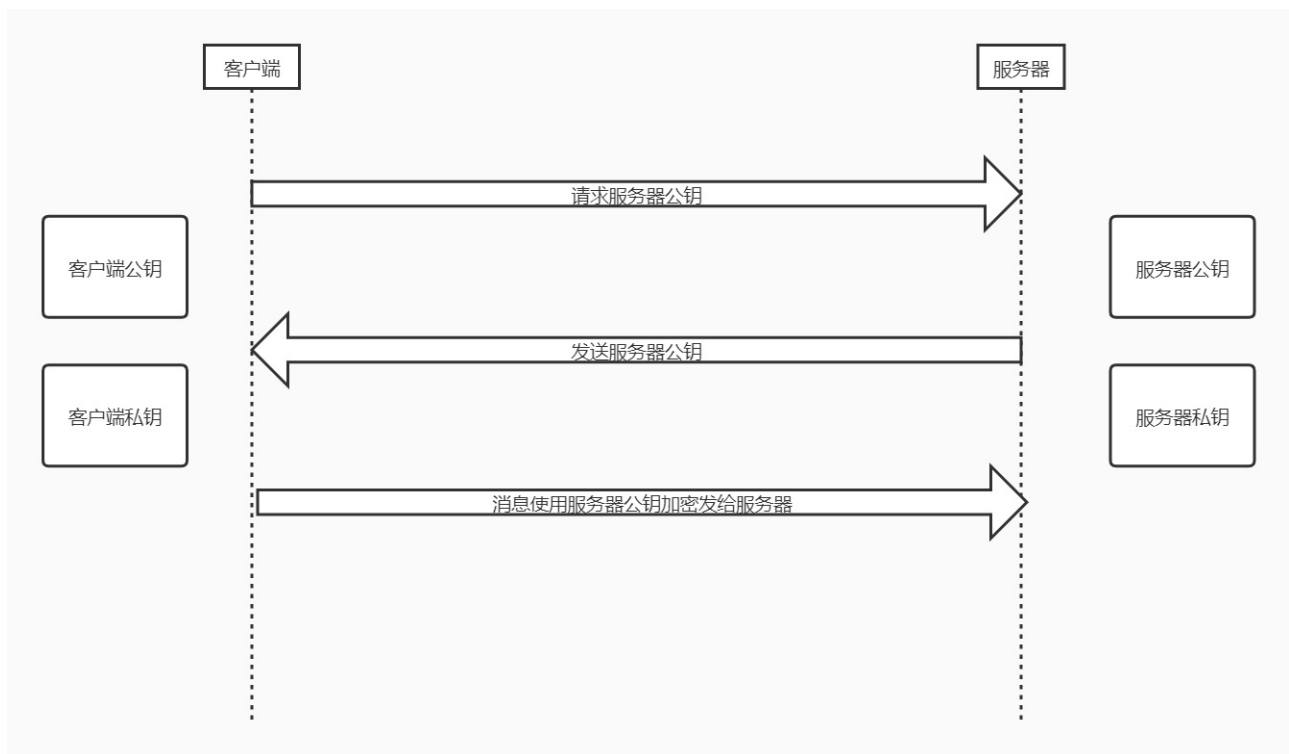 客户端
服务器
请求服务器公钥
客户端公钥
服务器公钥
发送服务器公钥
客户端私钥
服务器私钥
消息使用服务器公钥加密发给服务器